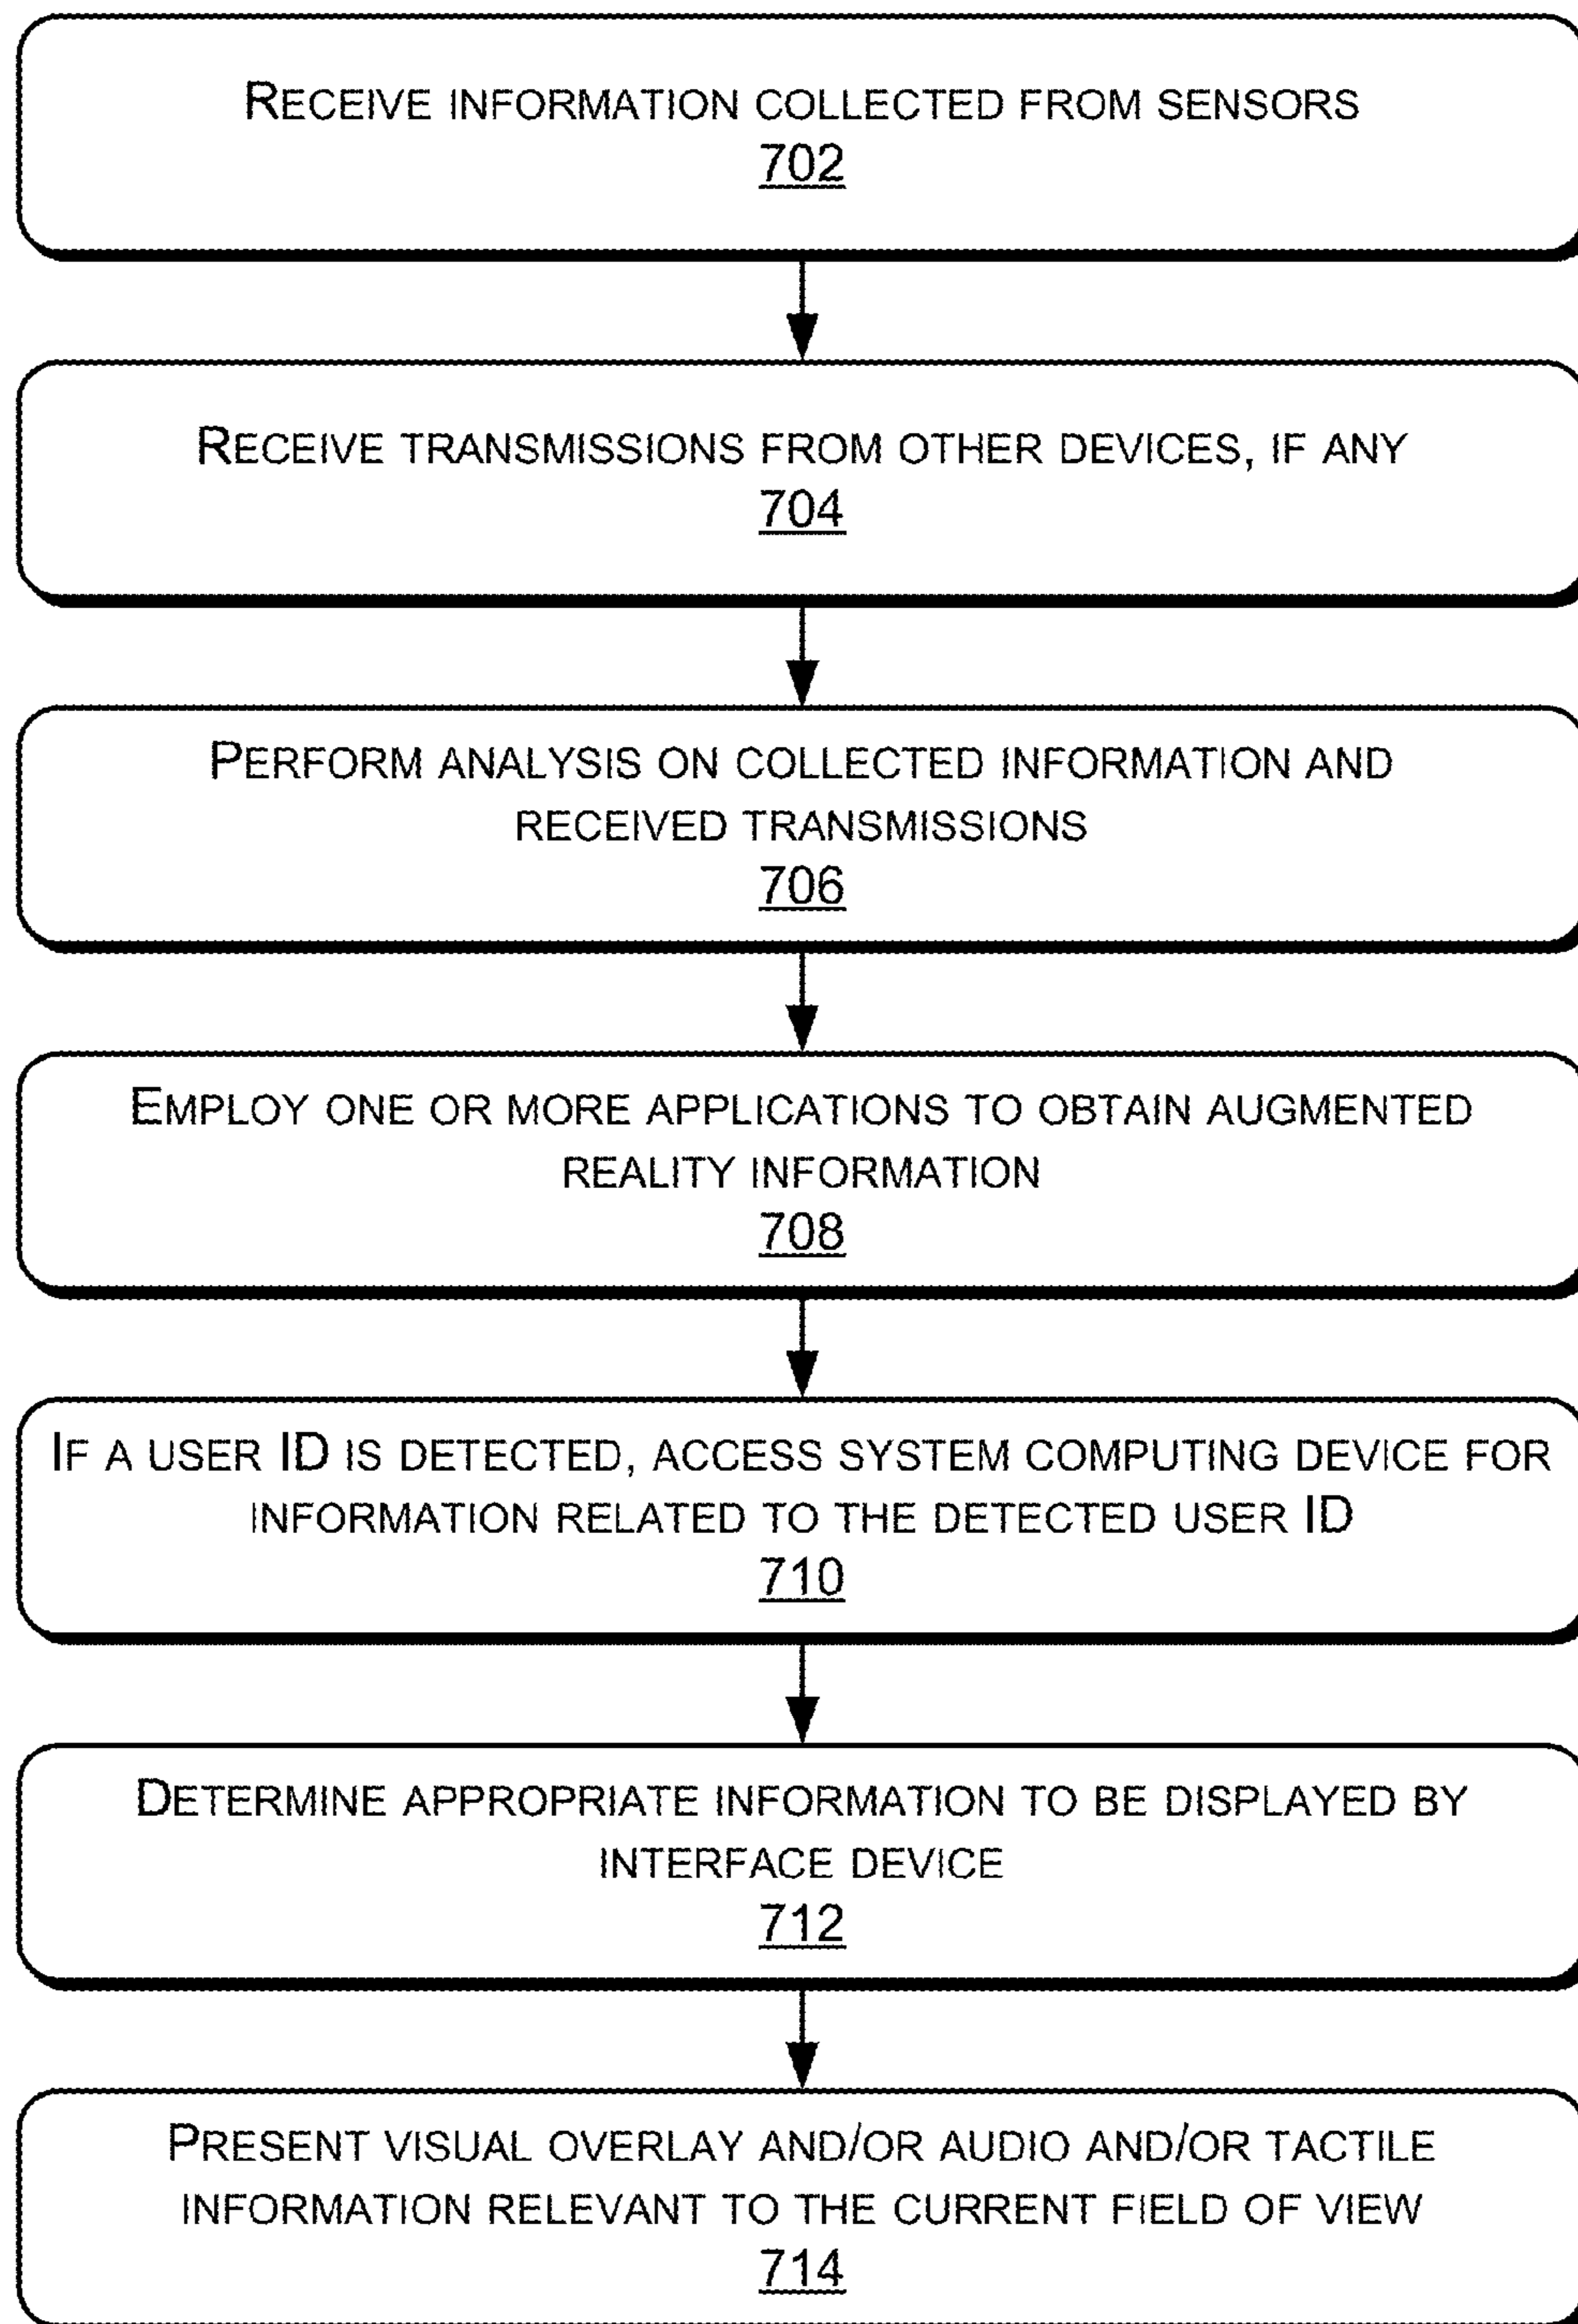 RECEIVE INFORMATION COLLECTED FROM SENSORS
702
RECEIVE TRANSMISSIONS FROM OTHER DEVICES, IF ANY
704
PERFORM ANALYSIS ON COLLECTED INFORMATION AND
RECEIVED TRANSMISSIONS
706
EMPLOY ONE OR MORE APPLICATIONS TO OBTAIN AUGMENTED
REALITY INFORMATION
708
IF A USER ID IS DETECTED, ACCESS SYSTEM COMPUTING DEVICE FOR
INFORMATION RELATED TO THE DETECTED USER ID
710
DETERMINE APPROPRIATE INFORMATION TO BE DISPLAYED BY
INTERFACE DEVICE
712
PRESENT VISUAL OVERLAY AND/OR AUDIO AND/OR TACTILE
INFORMATION RELEVANT TO THE CURRENT FIELD OF VIEW
714